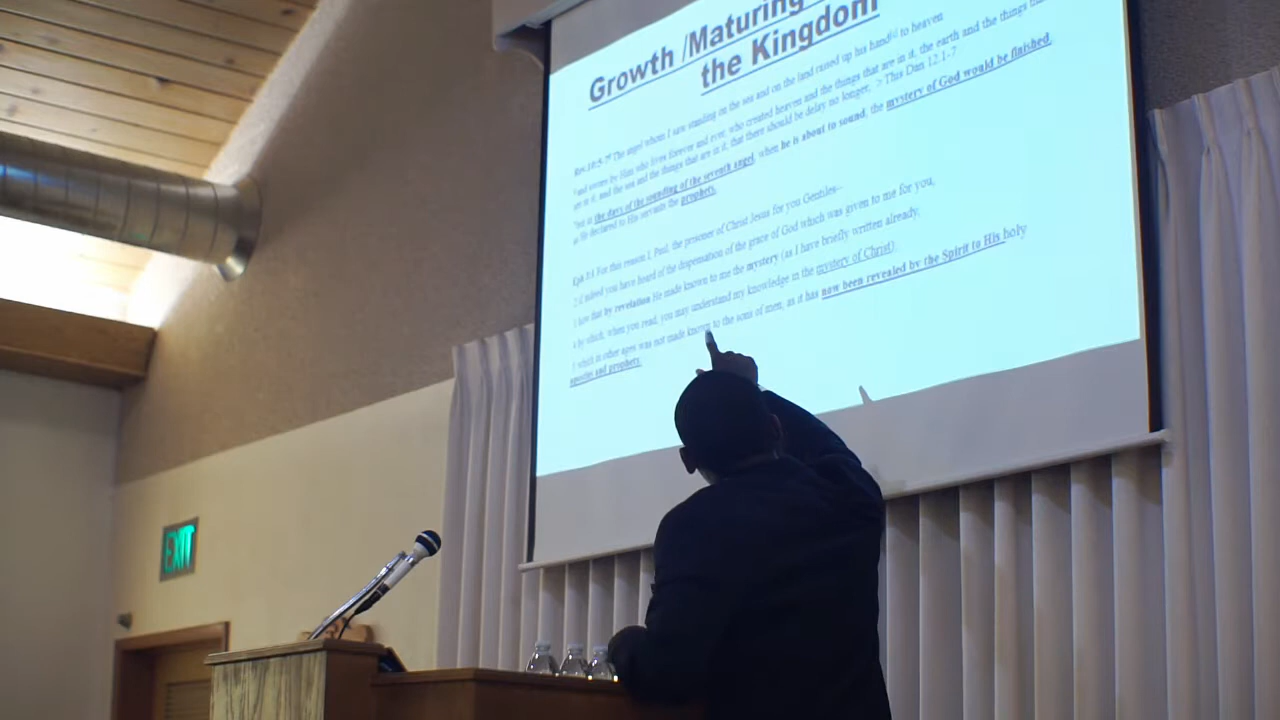 Growth /Maturing
the Kingdom
The angel whom I saw standing on the sea and on the land raised up his hand to heaven
and swore by Him who lives forever and ever, who created heaven and the things that are in it, the earth and the things that
are in it, and the sea and the things that are in it, that there should be delay no longer, > This Dan 12.1-7
but in the days of the sounding of the seventh angel, when he is about to sound, the mystery of God would be finished,
as He declared to His servants the prophets.
Eph 3:1 For this reason I, Paul, the prisoner of Christ Jesus for you Gentiles--
2 if indeed you have heard of the dispensation of the grace of God which was given to me for you,
3 how that by revelation He made known to me the mystery (as I have briefly written already,
4 by which, when you read, you may understand my knowledge in the mystery of Christ),
5 which in other ages was not made known to the sons of men, as it has now been revealed by the Spirit to His holy
apostles and prophets:
EXIT